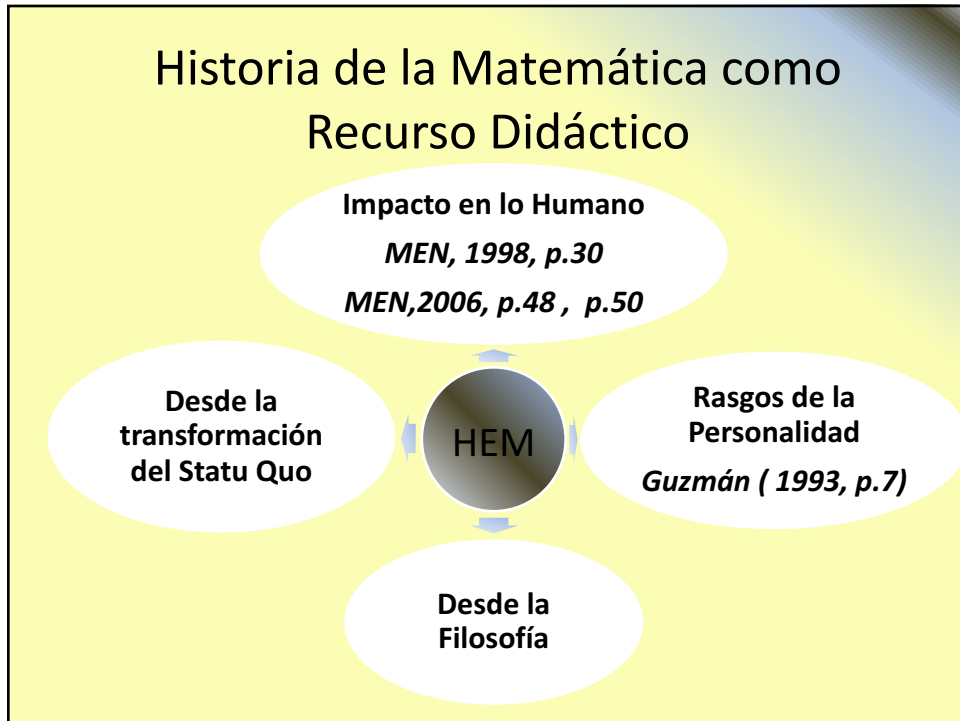 Historia de la Matemática como
Recurso Didáctico
Impacto en lo Humano
MEN, 1998, p.30
MEN,2006, p.48 , p.50
Desde la
transformación
del Statu Quo
HEM
Rasgos de la
Personalidad
Guzmán ( 1993, p.7)
Desde la
Filosofía